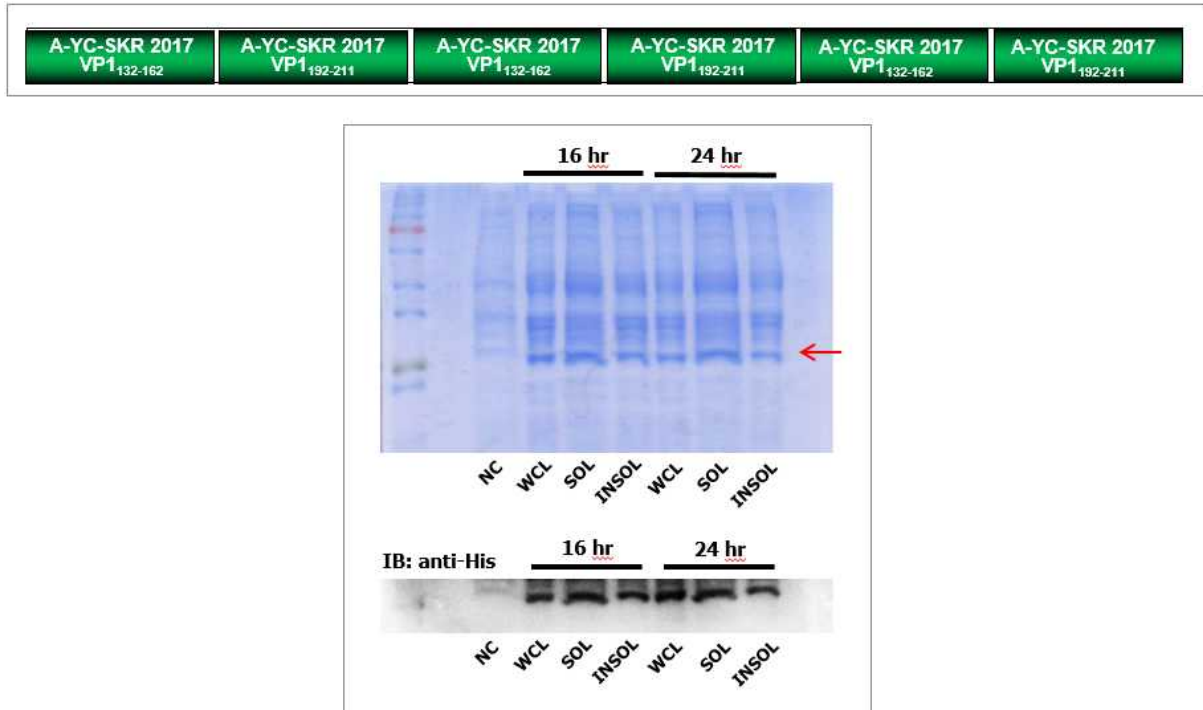 A-YC-SKR 2017 A-YC-SKR 2017 A-YC-SKR 2017 A-YC-SKR 2017 A-YC-SKR 2017 A-YC-SKR 2017
VP1132-162 VP1192-211 VP1132-162 VP1192-211 VP1132-162 VP1192-211
16 hr 24 hr
NC WCL SOL INSOL WCL SOL INSOL
16 hr 24 hr
IB: anti-His
NC WCL SOL INSOL WCL SOL INSOL